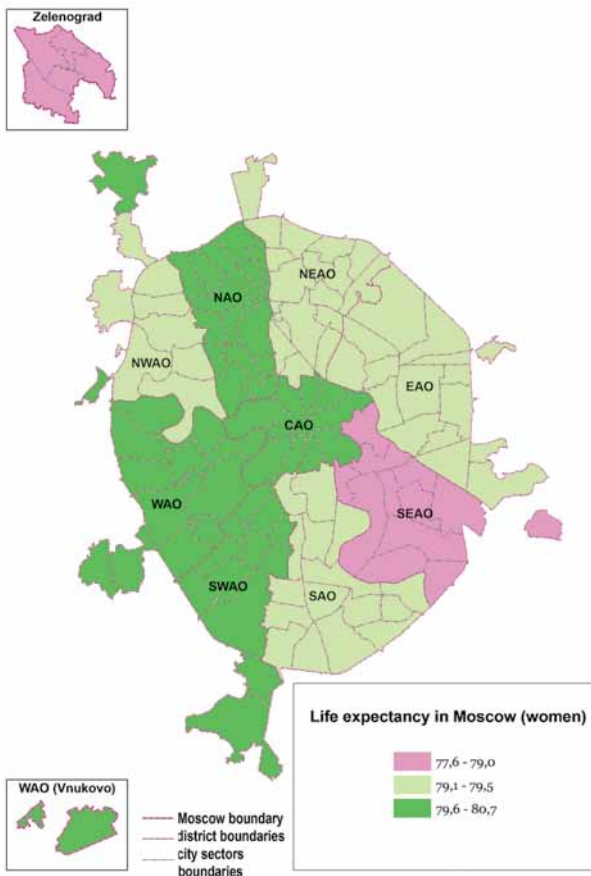 Zelenograd
NEAO
NAO
NWAO
EAO
CAO
WAO
SEAO
SWAO
SAO
Life expectancy in Moscow (women)
77,6 - 79,0
79,1 - 79,5
79,6 - 80,7
WAO (Vnukovo)
Moscow boundary
district boundaries
city sectors
boundaries